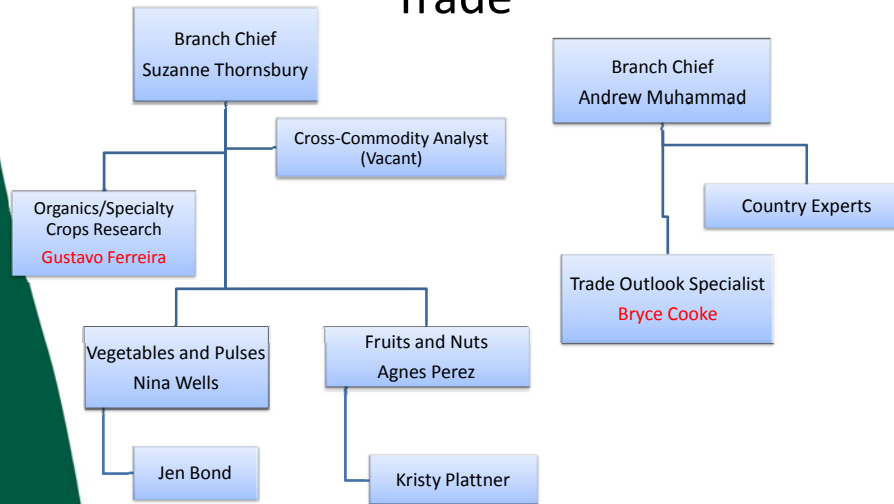 Trade
Branch Chief
Suzanne Thornsbury
Branch Chief
Andrew Muhammad
Cross-Commodity Analyst
(Vacant)
Organics/Specialty
Crops Research
Gustavo Ferreira
Country Experts
Trade Outlook Specialist
Bryce Cooke
Vegetables and Pulses
Nina Wells
Fruits and Nuts
Agnes Perez
Jen Bond
Kristy Plattner